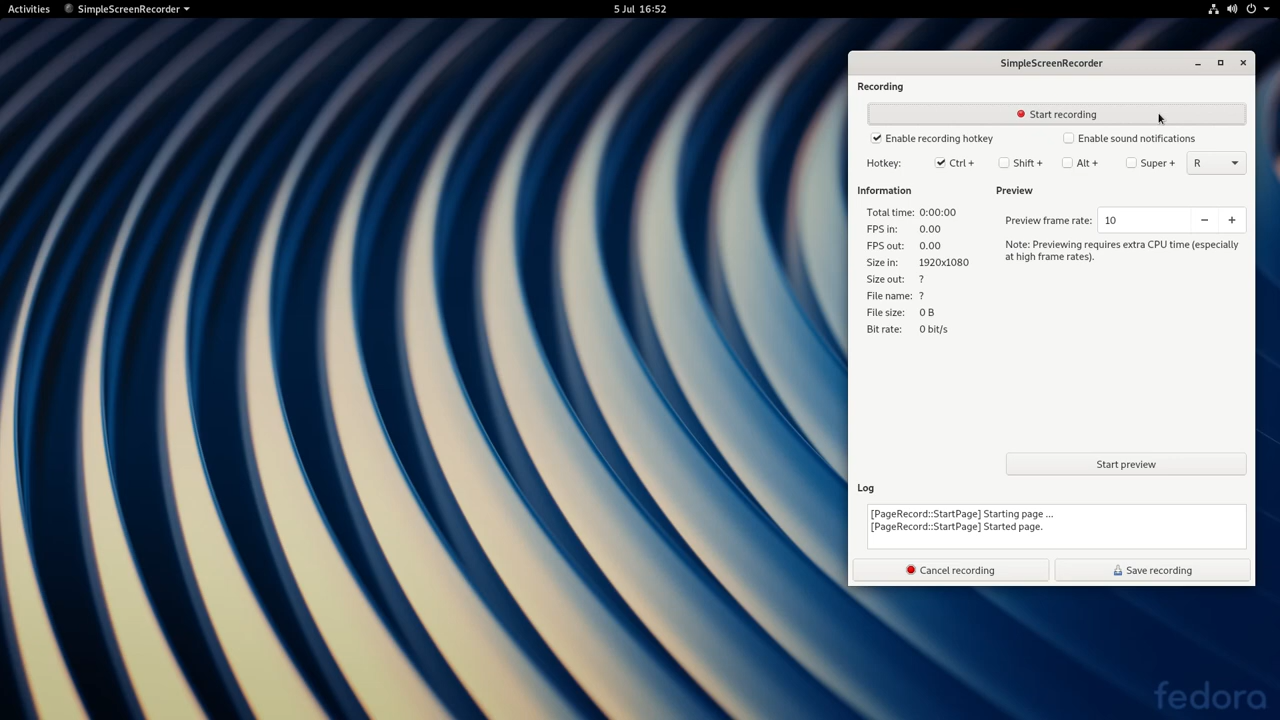 Activities SimpleScreenRecorder 5 Jul 16:52
SimpleScreenRecorder
Recording
Start recording
Enable recording hotkey Enable sound notifications
Hotkey: Ctrl + Shift + Alt + Super + R
Information Preview
Total time: 0:00:00
Preview frame rate: 10
FPS in: 0.00
FPS out: 0.00
Note: Previewing requires extra CPU time (especially
at high frame rates).
Size in: 1920x1080
Size out: ?
File name: ?
File size: 0 B
Bit rate: 0 bit/s
Start preview
Log
[PageRecord::StartPage] Starting page ...
[PageRecord::StartPage] Started page.
Cancel recording Save recording
fedora